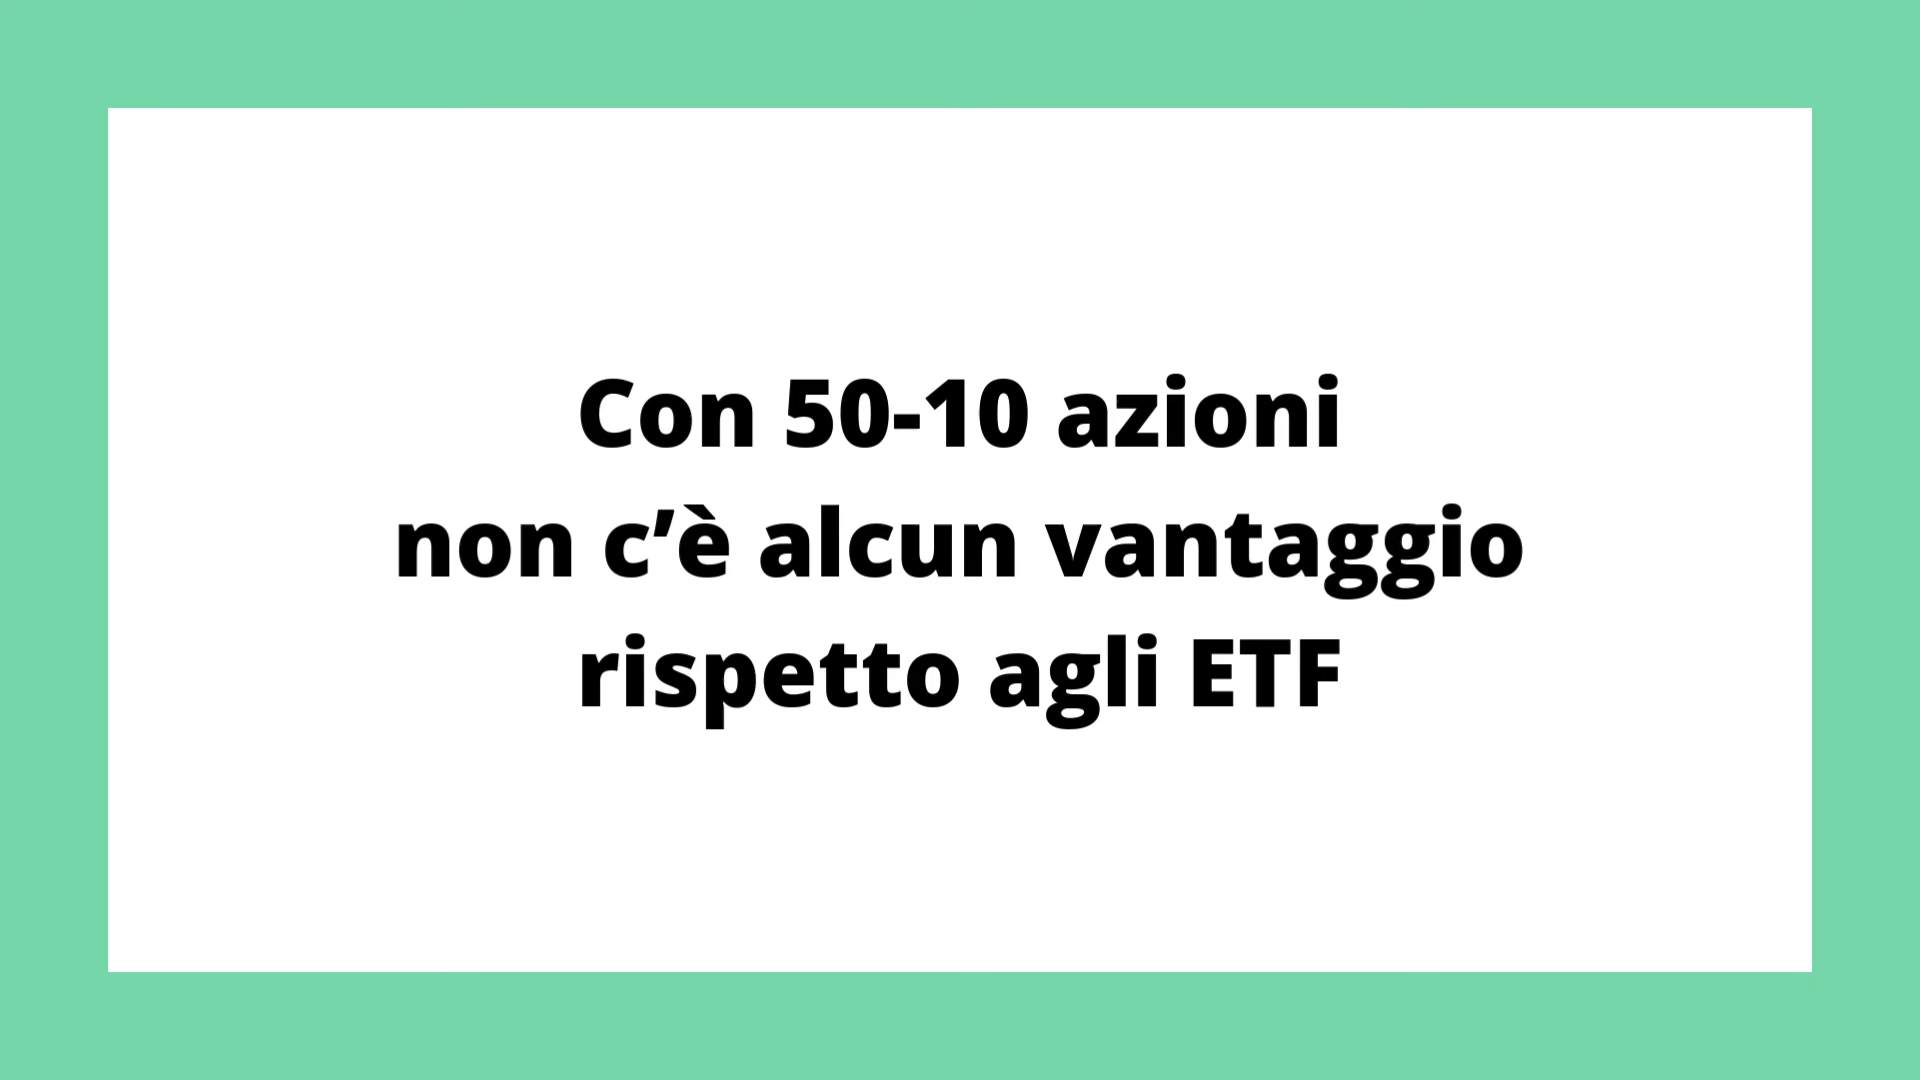 Con 50-10 azioni
non c’è alcun vantaggio
rispetto agli ETF